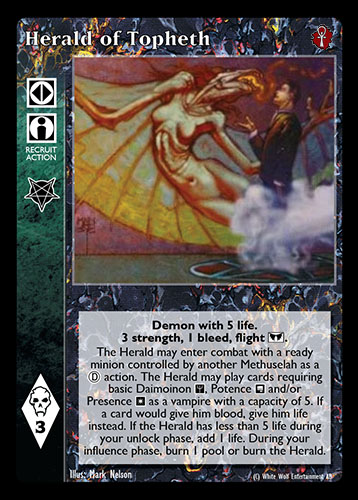 Herald of Topheth
RECRUIT
ACTION
Demon with 5 life.
3 strength, 1 bleed, flight.
The Herald may enter combat with a ready
minion controlled by another Methuselah as a
Ⓓ action. The Herald may play cards requiring
basic Daimoinon, Potence and/or
Presence as a vampire with a capacity of 5. If
a card would give him blood, give him life
instead. If the Herald has less than 5 life during
your unlock phase, add 1 life. During your
influence phase, burn 1 pool or burn the Herald.
3
Illus: Mark Nelson